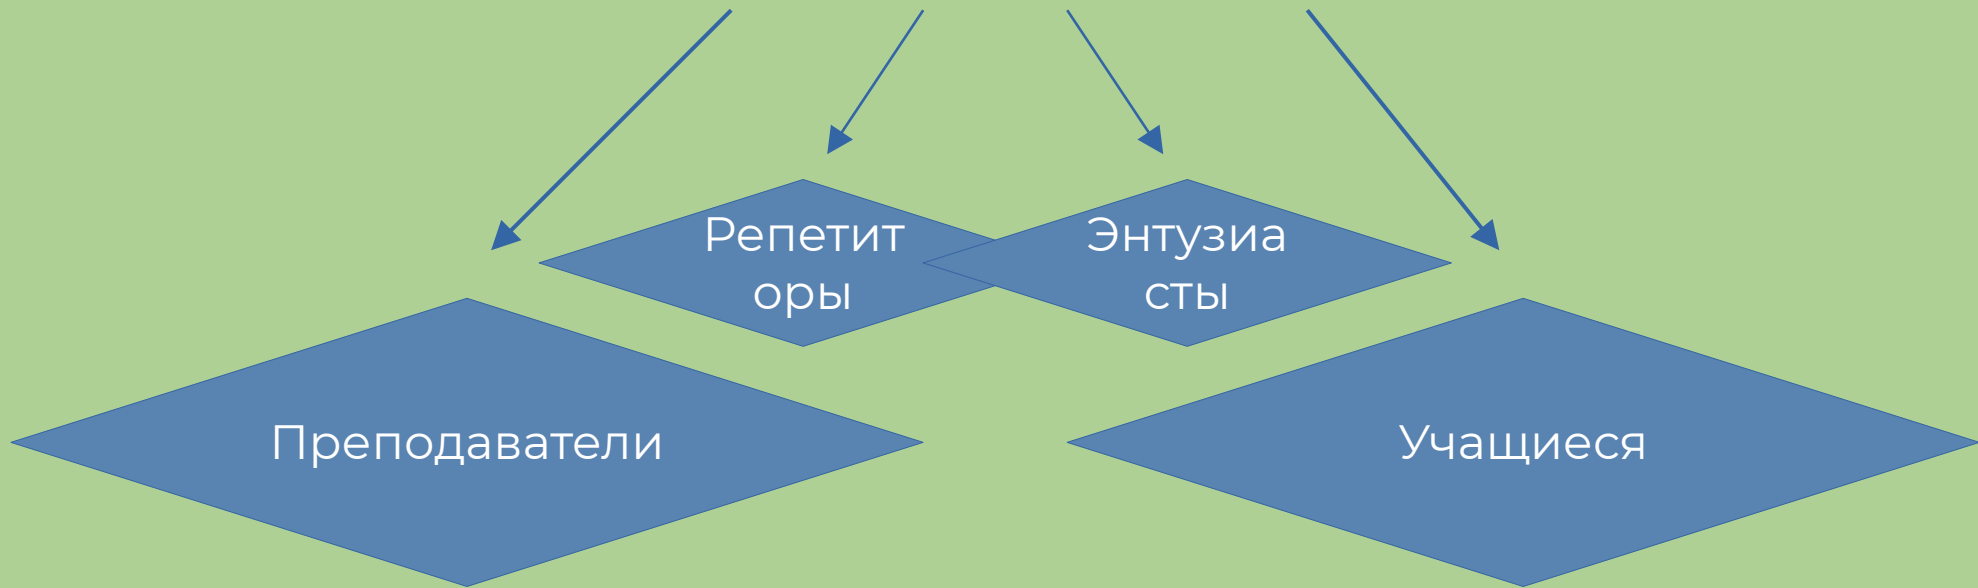 Репетит
оры
Энтузиа
сты
Преподаватели
Учащиеся